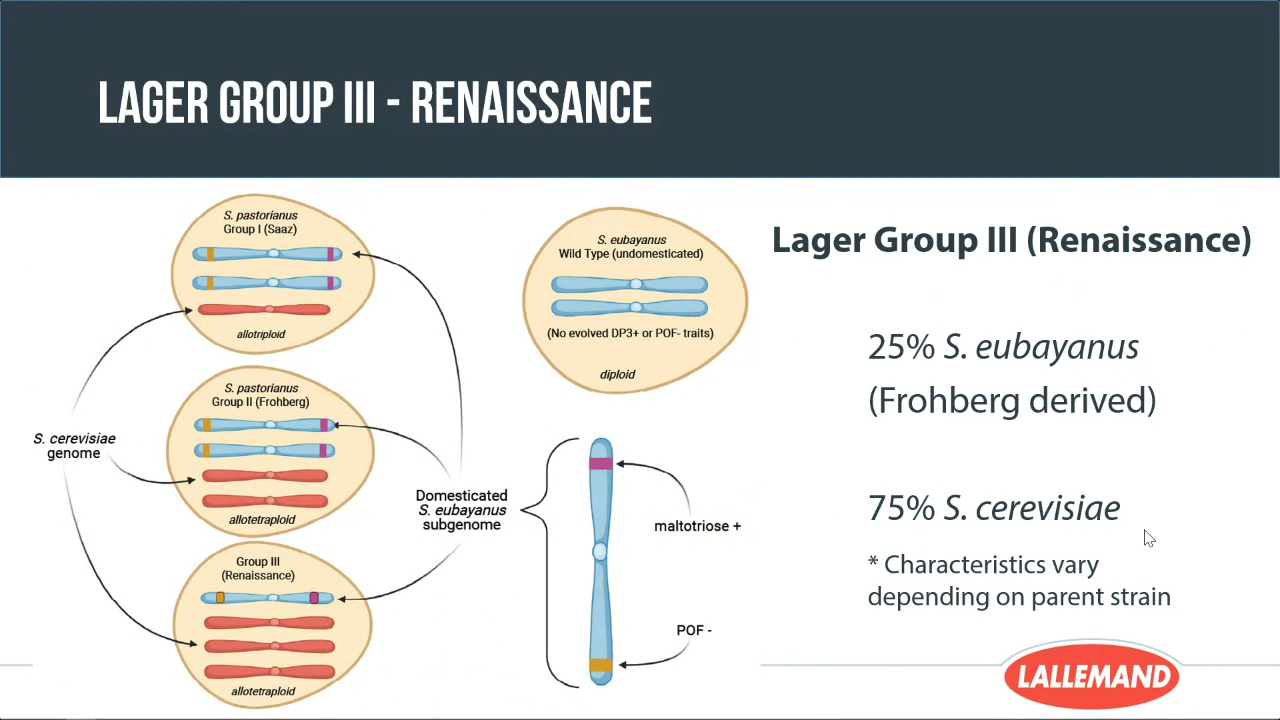 LAGER GROUP III - RENAISSANCE
S. pastorianus
Group I (Saaz)
allotriploid
S. pastorianus
Group II (Frohberg)
allotetraploid
Group III
(Renaissance)
allotetraploid
S. cerevisiae
genome
Domesticated
S. eubayanus
subgenome
S. eubayanus
Wild Type (undomesticated)
(No evolved DP3+ or POF- traits)
diploid
maltotriose +
POF -
Lager Group III (Renaissance)
25% S. eubayanus
(Frohberg derived)
75% S. cerevisiae
* Characteristics vary
depending on parent strain
LALLEMAND